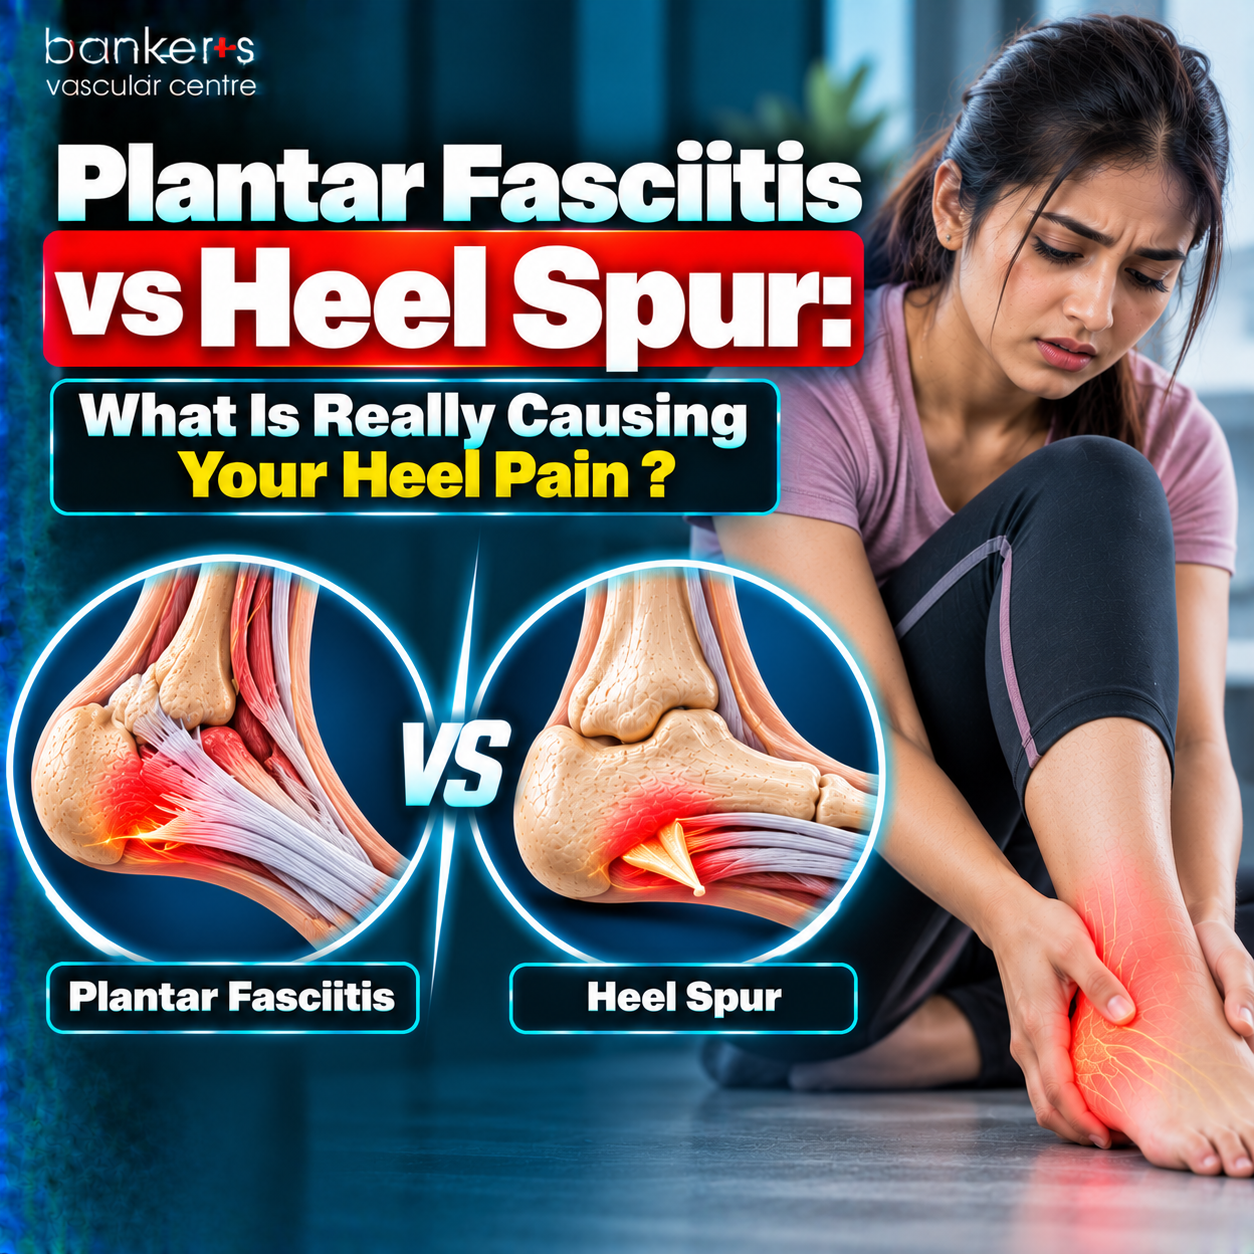 banker+s
vascular centre
Plantar Fasciitis
vs Heel Spur:
What Is Really Causing
Your Heel Pain ?
VS
Plantar Fasciitis
Heel Spur